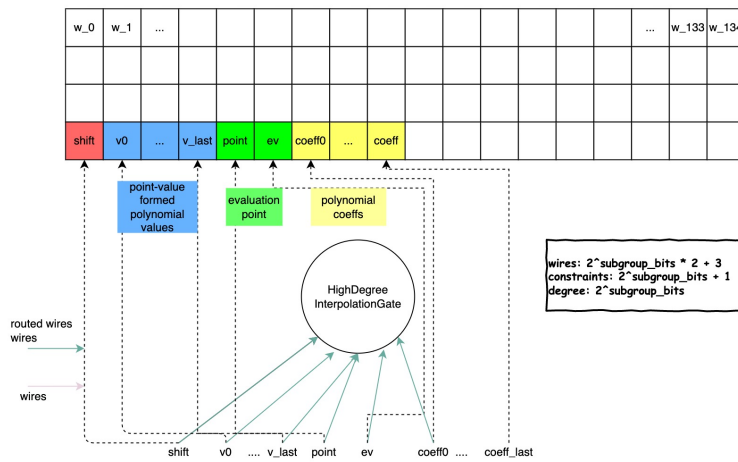 w_0 w_1 ... ... w_133 w_134
shift v0 ... v_last point ev coeff0 ... coeff
point-value
formed
polynomial
values
evaluation
point
polynomial
coeffs
HighDegree
InterpolationGate
wires: 2^subgroup_bits * 2 + 3
constraints: 2^subgroup_bits + 1
degree: 2^subgroup_bits
routed wires
wires
wires
shift v0 .... v_last point ev coeff0 .... coeff_last